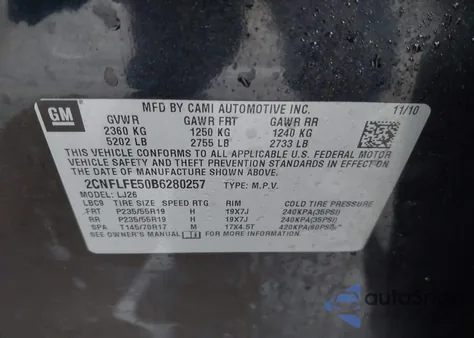 GM
MFD BY CAMI AUTOMOTIVE INC. 11/10
GVWR GAWR FRT GAWR RR
2360 KG 1250 KG 1240 KG
5202 LB 2755 LB 2733 LB
THIS VEHICLE CONFORMS TO ALL APPLICABLE U.S. FEDERAL MOTOR
VEHICLE SAFETY AND THEFT PREVENTION STANDARDS IN EFFECT ON
THE DATE OF MANUFACTURE SHOWN ABOVE.
2CNFLFE50B6280257 TYPE: M.P.V.
MODEL: LJ26
LBC9 TIRE SIZE SPEED RTG RIM COLD TIRE PRESSURE
FRT P235/55R19 H 19X7J 240KPA(35PSI)
RR P235/55R19 H 19X7J 240KPA(35PSI)
SPA T145/70R17 M 17X4.5T 420KPA(60PSI)
SEE OWNER'S MANUAL FOR MORE INFORMATION